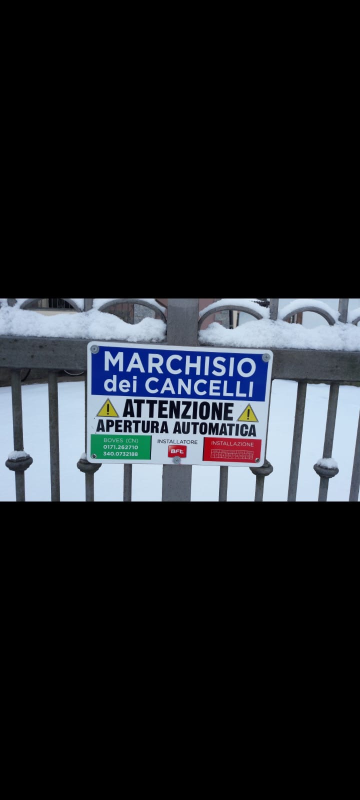 MARCHISIO
dei CANCELLI
ATTENZIONE
APERTURA AUTOMATICA
BOVES (CN)
0171.262710
340.0732188
INSTALLATORE
BFT
INSTALLAZIONE